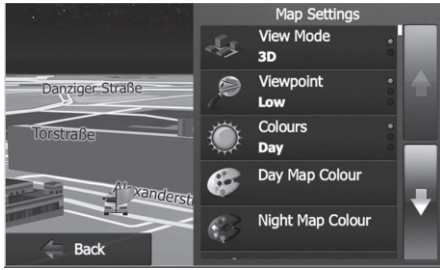 Map Settings
View Mode
3D
Viewpoint
Low
Colours
Day
Day Map Colour
Night Map Colour
Danziger Straße
Torstraße
Back